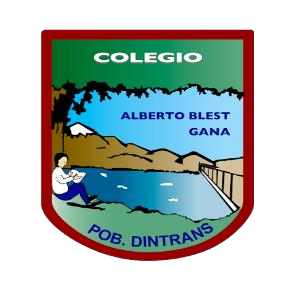 COLEGIO
ALBERTO BLEST
GANA
POB. DINTRANS